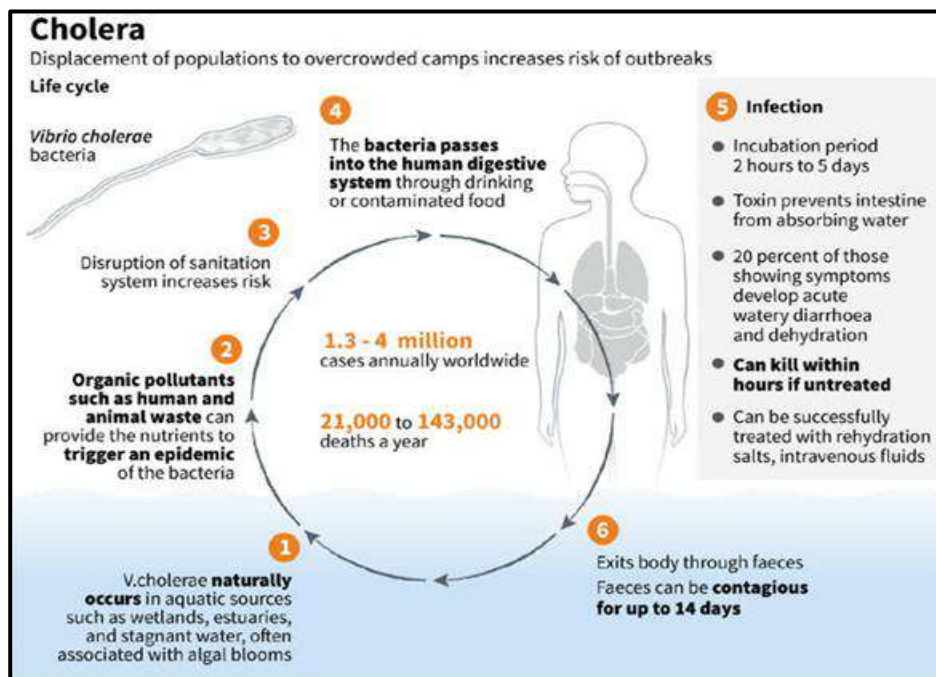 Cholera
Displacement of populations to overcrowded camps increases risk of outbreaks
Life cycle
Vibrio cholerae
bacteria
1
V.cholerae naturally
occurs in aquatic sources
such as wetlands, estuaries,
and stagnant water, often
associated with algal blooms
2
Organic pollutants
such as human and
animal waste can
provide the nutrients to
trigger an epidemic
of the bacteria
3
Disruption of sanitation
system increases risk
4
The bacteria passes
into the human digestive
system through drinking
or contaminated food
5 Infection
Incubation period
2 hours to 5 days
Toxin prevents intestine
from absorbing water
20 percent of those
showing symptoms
develop acute
watery diarrhoea
and dehydration
Can kill within
hours if untreated
Can be successfully
treated with rehydration
salts, intravenous fluids
6
Exits body through faeces
Faeces can be contagious
for up to 14 days
1.3 - 4 million
cases annually worldwide
21,000 to 143,000
deaths a year